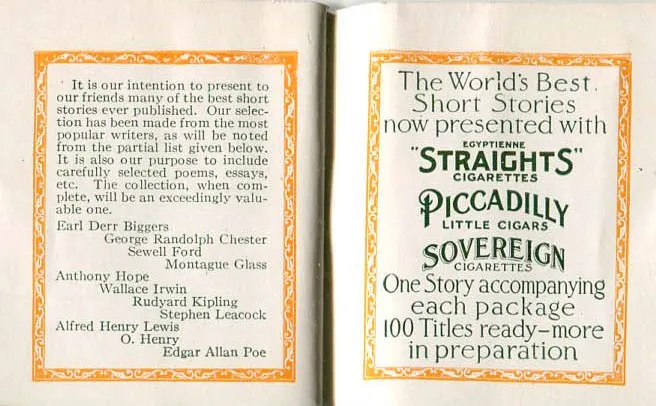 It is our intention to present to
our friends many of the best short
stories ever published. Our selec-
tion has been made from the most
popular writers, as will be noted
from the partial list given below.
It is also our purpose to include
carefully selected poems, essays,
etc. The collection, when com-
plete, will be an exceedingly valu-
able one.
Earl Derr Biggers
George Randolph Chester
Sewell Ford
Montague Glass
Anthony Hope
Wallace Irwin
Rudyard Kipling
Stephen Leacock
Alfred Henry Lewis
O. Henry
Edgar Allan Poe
The World's Best
Short Stories
now presented with
EGYPTIENNE
"STRAIGHTS"
CIGARETTES
PICCADILLY
LITTLE CIGARS
SOVEREIGN
CIGARETTES
One Story accompanying
each package
100 Titles ready-more
in preparation